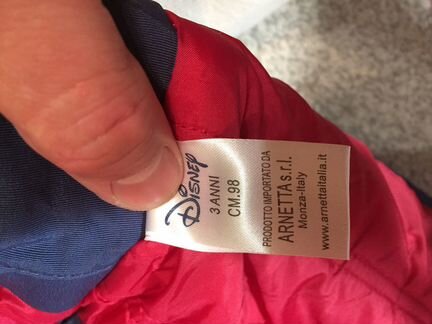 Disney
3 ANNI
CM.98
PRODOTTO IMPORTATO DA
ARNETTA s.r.l.
Monza-Italy
www.arnettaitalia.it